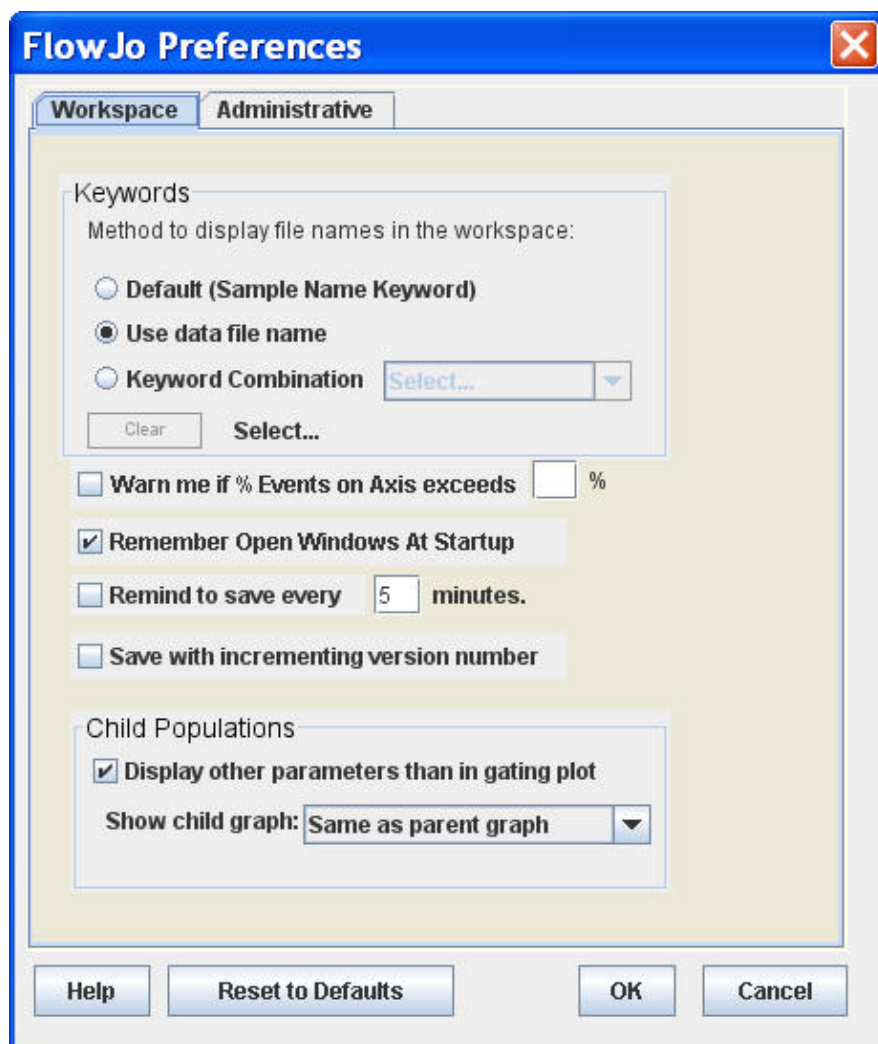 FlowJo Preferences
Workspace Administrative
Keywords
Method to display file names in the workspace:
Default (Sample Name Keyword)
Use data file name
Keyword Combination Select...
Clear Select...
Warn me if % Events on Axis exceeds %
Remember Open Windows At Startup
Remind to save every 5 minutes.
Save with incrementing version number
Child Populations
Display other parameters than in gating plot
Show child graph: Same as parent graph
Help Reset to Defaults OK Cancel